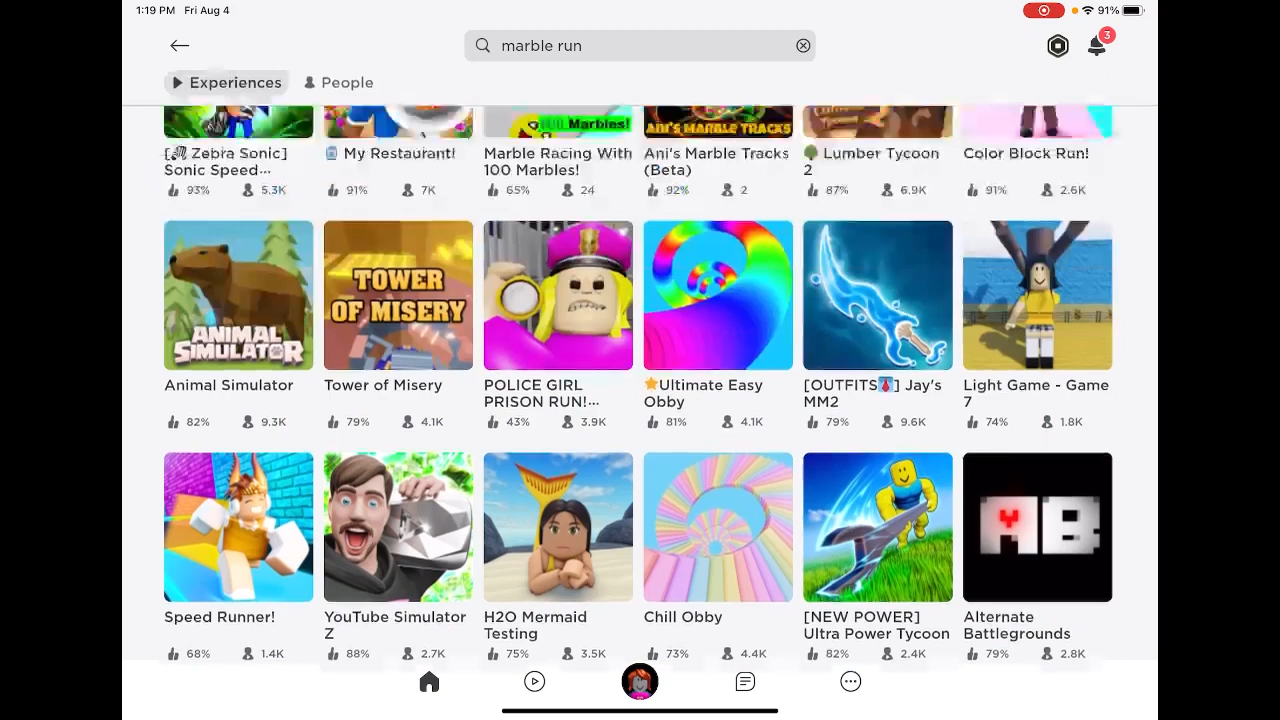 1:19 PM Fri Aug 4
91%
marble run
3
Experiences
People
Marbles!
ANI'S MARBLE TRACKS
[🦓 Zebra Sonic]
Sonic Speed...
My Restaurant!
Marble Racing With
100 Marbles!
Ani's Marble Tracks
(Beta)
Lumber Tycoon
2
Color Block Run!
93% 5.3K
91% 7K
65% 24
92% 2
87% 6.9K
91% 2.6K
ANIMAL
SIMULATOR
TOWER
OF MISERY
Animal Simulator
Tower of Misery
POLICE GIRL
PRISON RUN!...
⭐Ultimate Easy
Obby
[OUTFITS👔] Jay's
MM2
Light Game - Game
7
82% 9.3K
79% 4.1K
43% 3.9K
81% 4.1K
79% 9.6K
74% 1.8K
AB
Speed Runner!
YouTube Simulator
Z
H2O Mermaid
Testing
Chill Obby
[NEW POWER]
Ultra Power Tycoon
Alternate
Battlegrounds
68% 1.4K
88% 2.7K
75% 3.5K
73% 4.4K
82% 2.4K
79% 2.8K